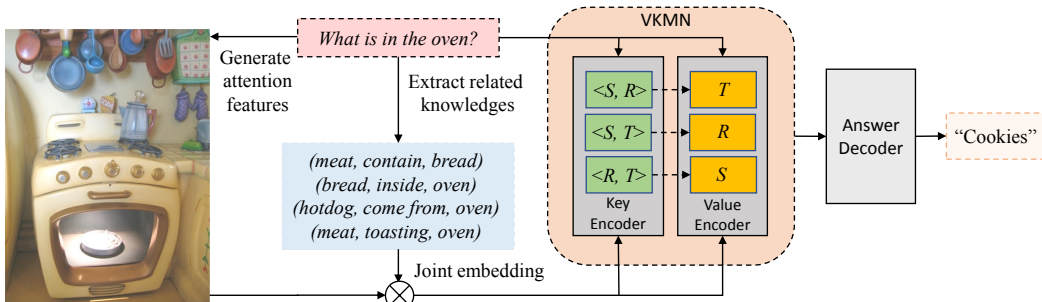 VKMN
What is in the oven?
Generate
attention
features
Extract related
knowledges
<S, R>
T
<S, T>
R
<R, T>
S
Key
Encoder
Value
Encoder
Answer
Decoder
“Cookies”
(meat, contain, bread)
(bread, inside, oven)
(hotdog, come from, oven)
(meat, toasting, oven)
Joint embedding